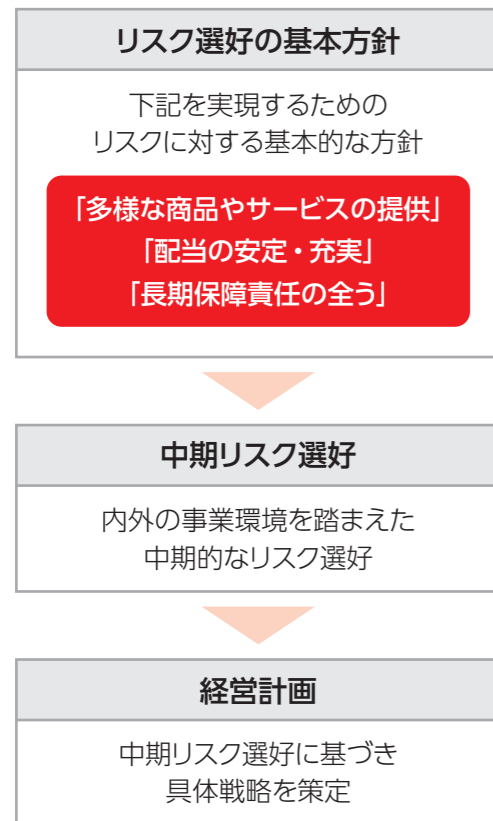 リスク選好の基本方針
下記を実現するための
リスクに対する基本的な方針
「多様な商品やサービスの提供」
「配当の安定・充実」
「長期保障責任の全う」
中期リスク選好
内外の事業環境を踏まえた
中期的なリスク選好
経営計画
中期リスク選好に基づき
具体戦略を策定